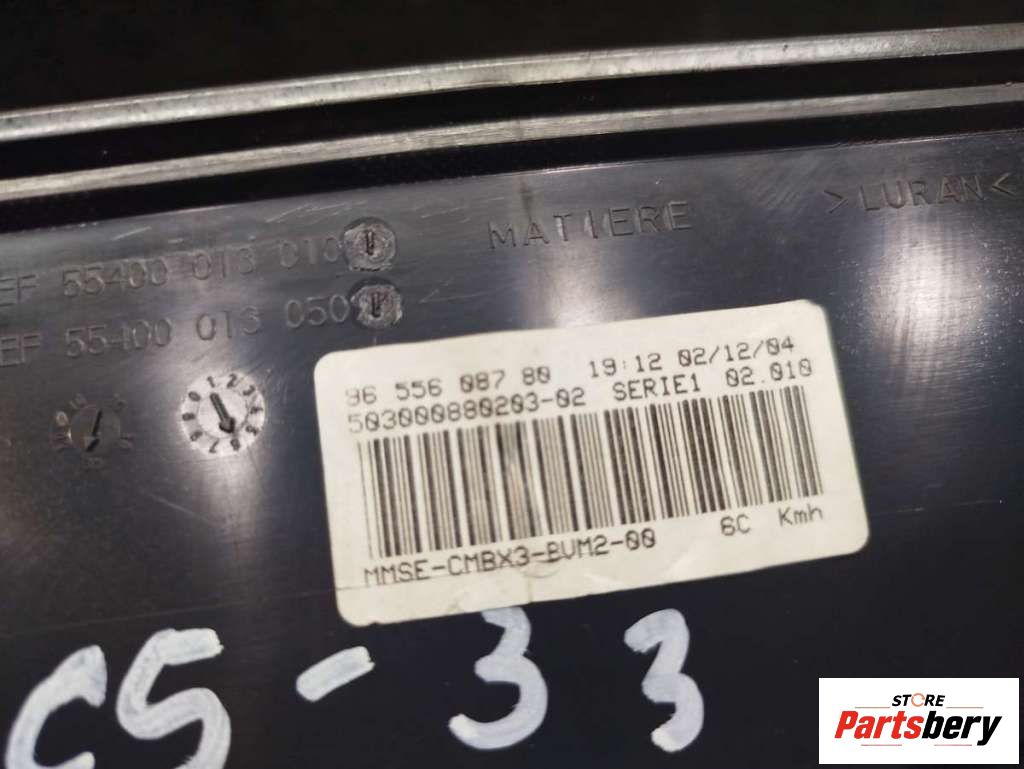 MATIERE >LURAN<
EF 55400 013 010
EF 55400 013 050
96 556 087 80 19:12 02/12/04
503000880203-02 SERIE1 02.010
MMSE-CMBX3-BVM2-00 6C Kmh
C5-33
STORE
Partsbery